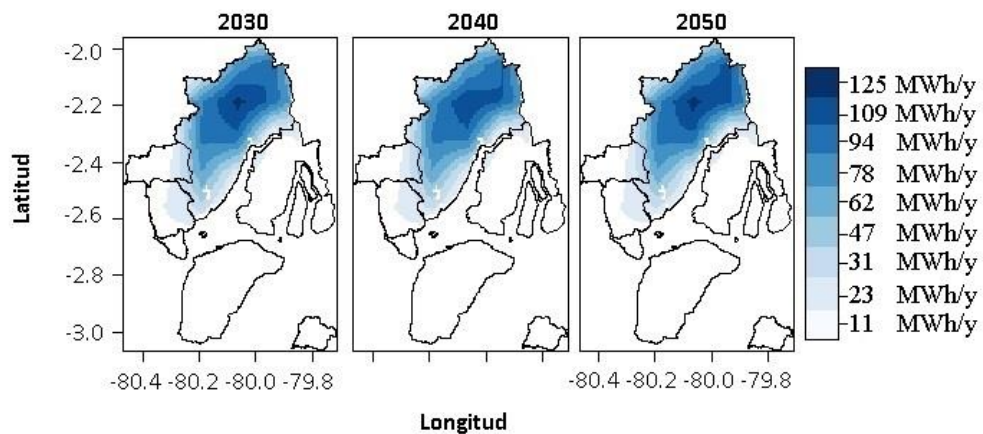 2030 2040 2050
-2.0
-2.2
-2.4
-2.6
-2.8
-3.0
Latitud
125 MWh/y
109 MWh/y
94 MWh/y
78 MWh/y
62 MWh/y
47 MWh/y
31 MWh/y
23 MWh/y
11 MWh/y
-80.4 -80.2 -80.0 -79.8 -80.4 -80.2 -80.0 -79.8
Longitud